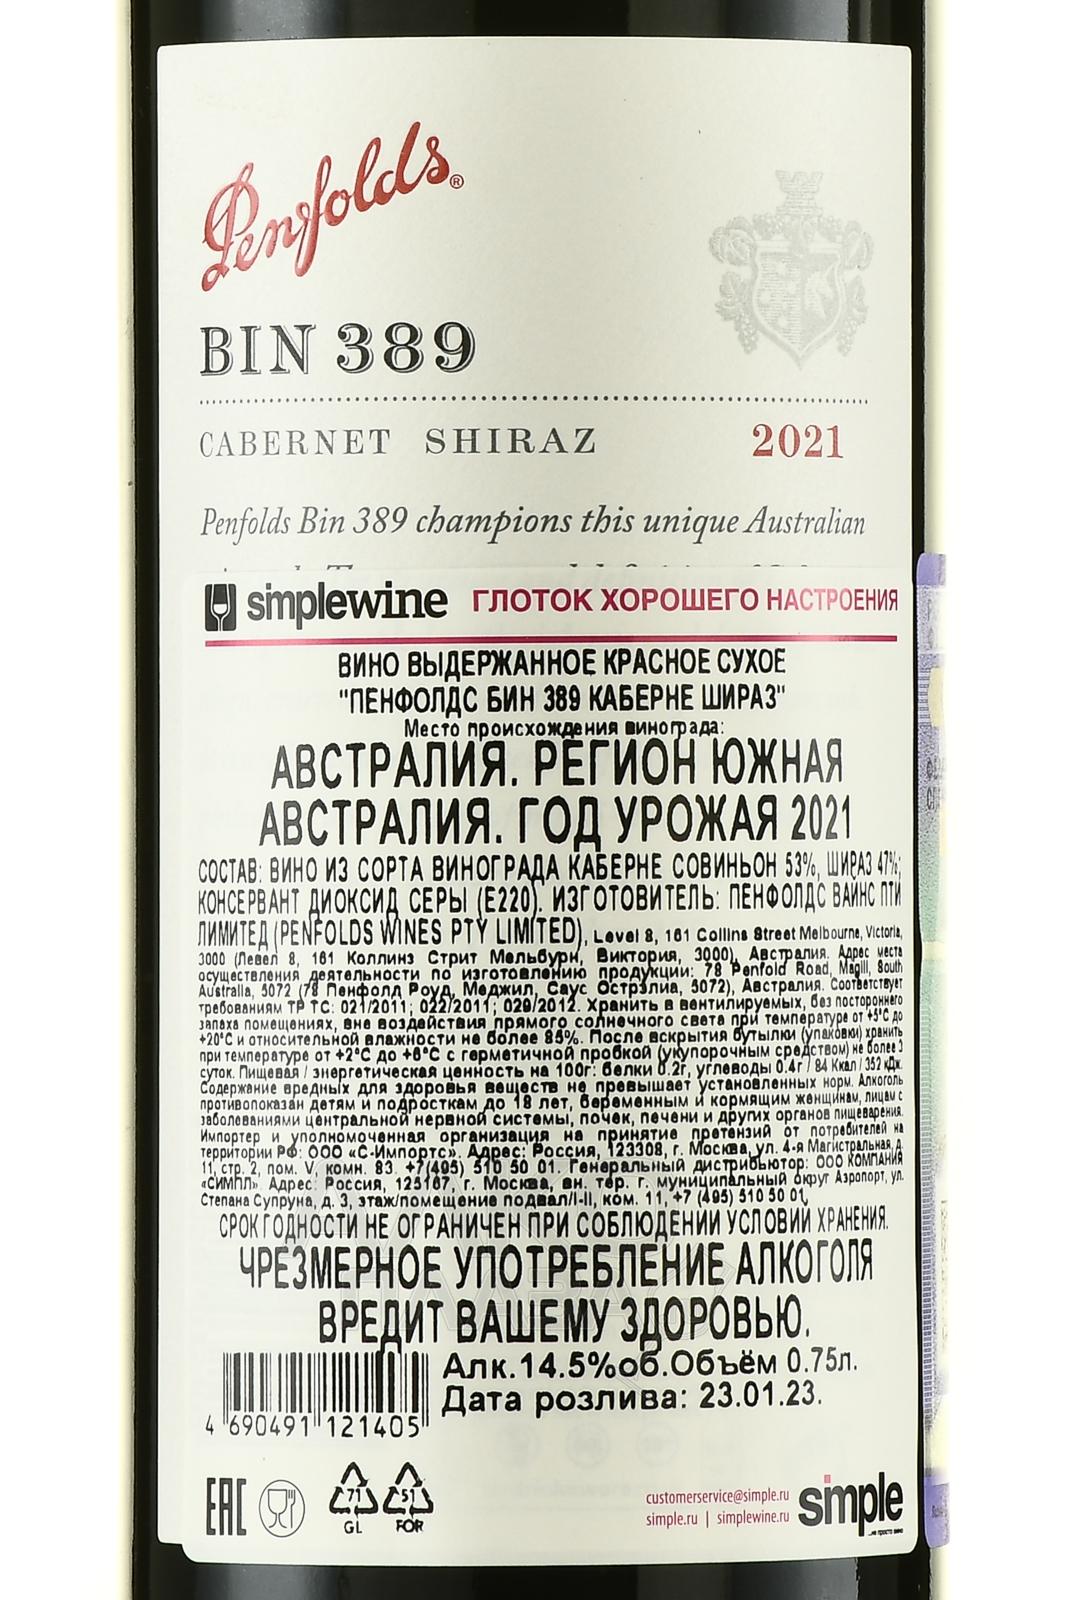 Penfolds®
BIN 389
CABERNET SHIRAZ 2021
Penfolds Bin 389 champions this unique Australian
simplewine ГЛОТОК ХОРОШЕГО НАСТРОЕНИЯ
ВИНО ВЫДЕРЖАННОЕ КРАСНОЕ СУХОЕ
"ПЕНФОЛДС БИН 389 КАБЕРНЕ ШИРАЗ"
Место происхождения винограда:
АВСТРАЛИЯ. РЕГИОН ЮЖНАЯ
АВСТРАЛИЯ. ГОД УРОЖАЯ 2021
СОСТАВ: ВИНО ИЗ СОРТА ВИНОГРАДА КАБЕРНЕ СОВИНЬОН 53%, ШИРАЗ 47%;
КОНСЕРВАНТ ДИОКСИД СЕРЫ (E220). ИЗГОТОВИТЕЛЬ: ПЕНФОЛДС ВАЙНС ПТИ
ЛИМИТЕД (PENFOLDS WINES PTY LIMITED), Level 8, 161 Collins Street Melbourne, Victoria,
3000 (Левел 8, 161 Коллинз Стрит Мельбурн, Виктория, 3000), Австралия. Адрес места
осуществления деятельности по изготовлению продукции: 78 Penfold Road, Magill, South
Australia, 5072 (78 Пенфолд Роуд, Меджил, Саус Острэлиа, 5072), Австралия. Соответствует
требованиям ТР ТС: 021/2011; 022/2011; 029/2012. Хранить в вентилируемых, без постороннего
запаха помещениях, вне воздействия прямого солнечного света при температуре от +5°C до
+20°C и относительной влажности не более 85%. После вскрытия бутылки (упаковки) хранить
при температуре от +2°C до +6°C с герметичной пробкой (укупорочным средством) не более 3
суток. Пищевая / энергетическая ценность на 100г: белки 0.2г, углеводы 0.4г / 84 Ккал / 352 кДж.
Содержание вредных для здоровья веществ не превышает установленных норм. Алкоголь
противопоказан детям и подросткам до 18 лет, беременным и кормящим женщинам, лицам с
заболеваниями центральной нервной системы, почек, печени и других органов пищеварения.
Импортер и уполномоченная организация на принятие претензий от потребителей на
территории РФ: ООО «С-Импортс». Адрес: Россия, 123308, г. Москва, ул. 4-я Магистральная, д.
11, стр. 2, пом. V, комн. 83. +7(495) 510 50 01. Генеральный дистрибьютор: ООО КОМПАНИЯ
«СИМПЛ». Адрес: Россия, 125167, г. Москва, вн. тер. г. муниципальный округ Аэропорт, ул.
Степана Супруна, д. 3, этаж/помещение подвал/I-II, ком. 11, +7 (495) 510 50 01.
СРОК ГОДНОСТИ НЕ ОГРАНИЧЕН ПРИ СОБЛЮДЕНИИ УСЛОВИЙ ХРАНЕНИЯ.
ЧРЕЗМЕРНОЕ УПОТРЕБЛЕНИЕ АЛКОГОЛЯ
ВРЕДИТ ВАШЕМУ ЗДОРОВЬЮ.
Алк.14.5%об.Объём 0.75л.
Дата розлива: 23.01.23.
4 690491 121405
EAC
71
GL
51
FOR
customerservice@simple.ru
simple.ru | simplewine.ru
simple
...не просто вино